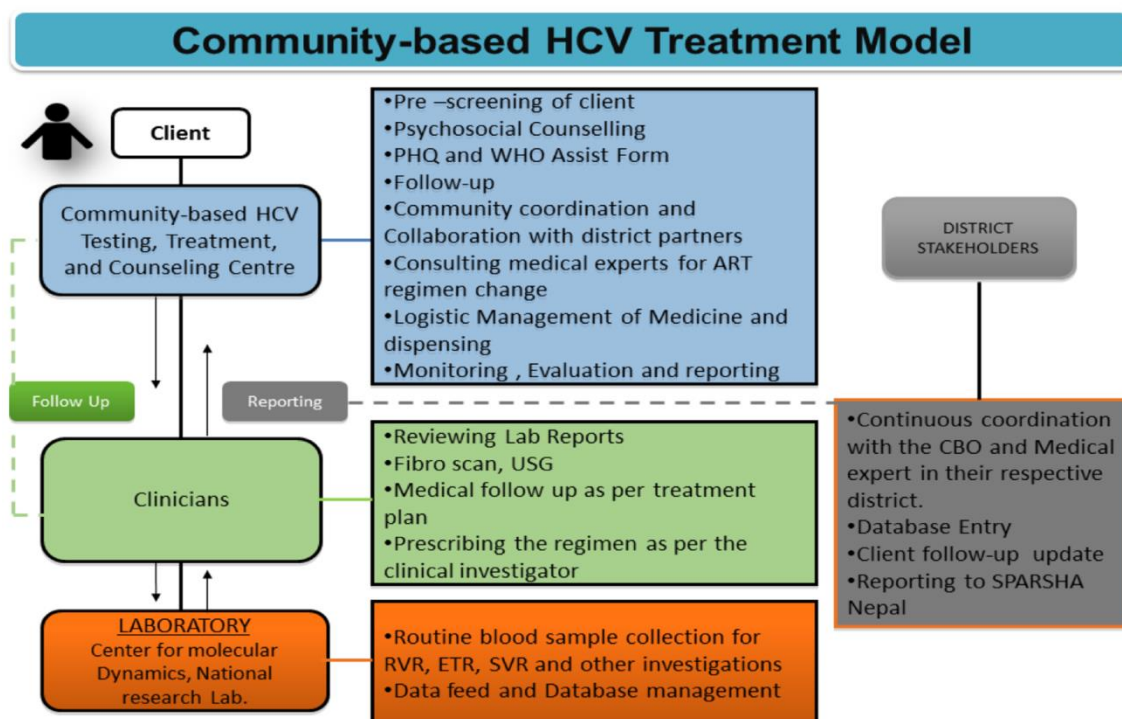 Community-based HCV Treatment Model
Client
Community-based HCV
Testing, Treatment,
and Counseling Centre
•Pre –screening of client
•Psychosocial Counselling
•PHQ and WHO Assist Form
•Follow-up
•Community coordination and
Collaboration with district partners
•Consulting medical experts for ART
regimen change
•Logistic Management of Medicine and
dispensing
•Monitoring , Evaluation and reporting
DISTRICT
STAKEHOLDERS
Follow Up
Reporting
Clinicians
•Reviewing Lab Reports
•Fibro scan, USG
•Medical follow up as per treatment
plan
•Prescribing the regimen as per the
clinical investigator
•Continuous coordination
with the CBO and Medical
expert in their respective
district.
•Database Entry
•Client follow-up update
•Reporting to SPARSHA
Nepal
LABORATORY
Center for molecular
Dynamics, National
research Lab.
•Routine blood sample collection for
RVR, ETR, SVR and other investigations
•Data feed and Database management